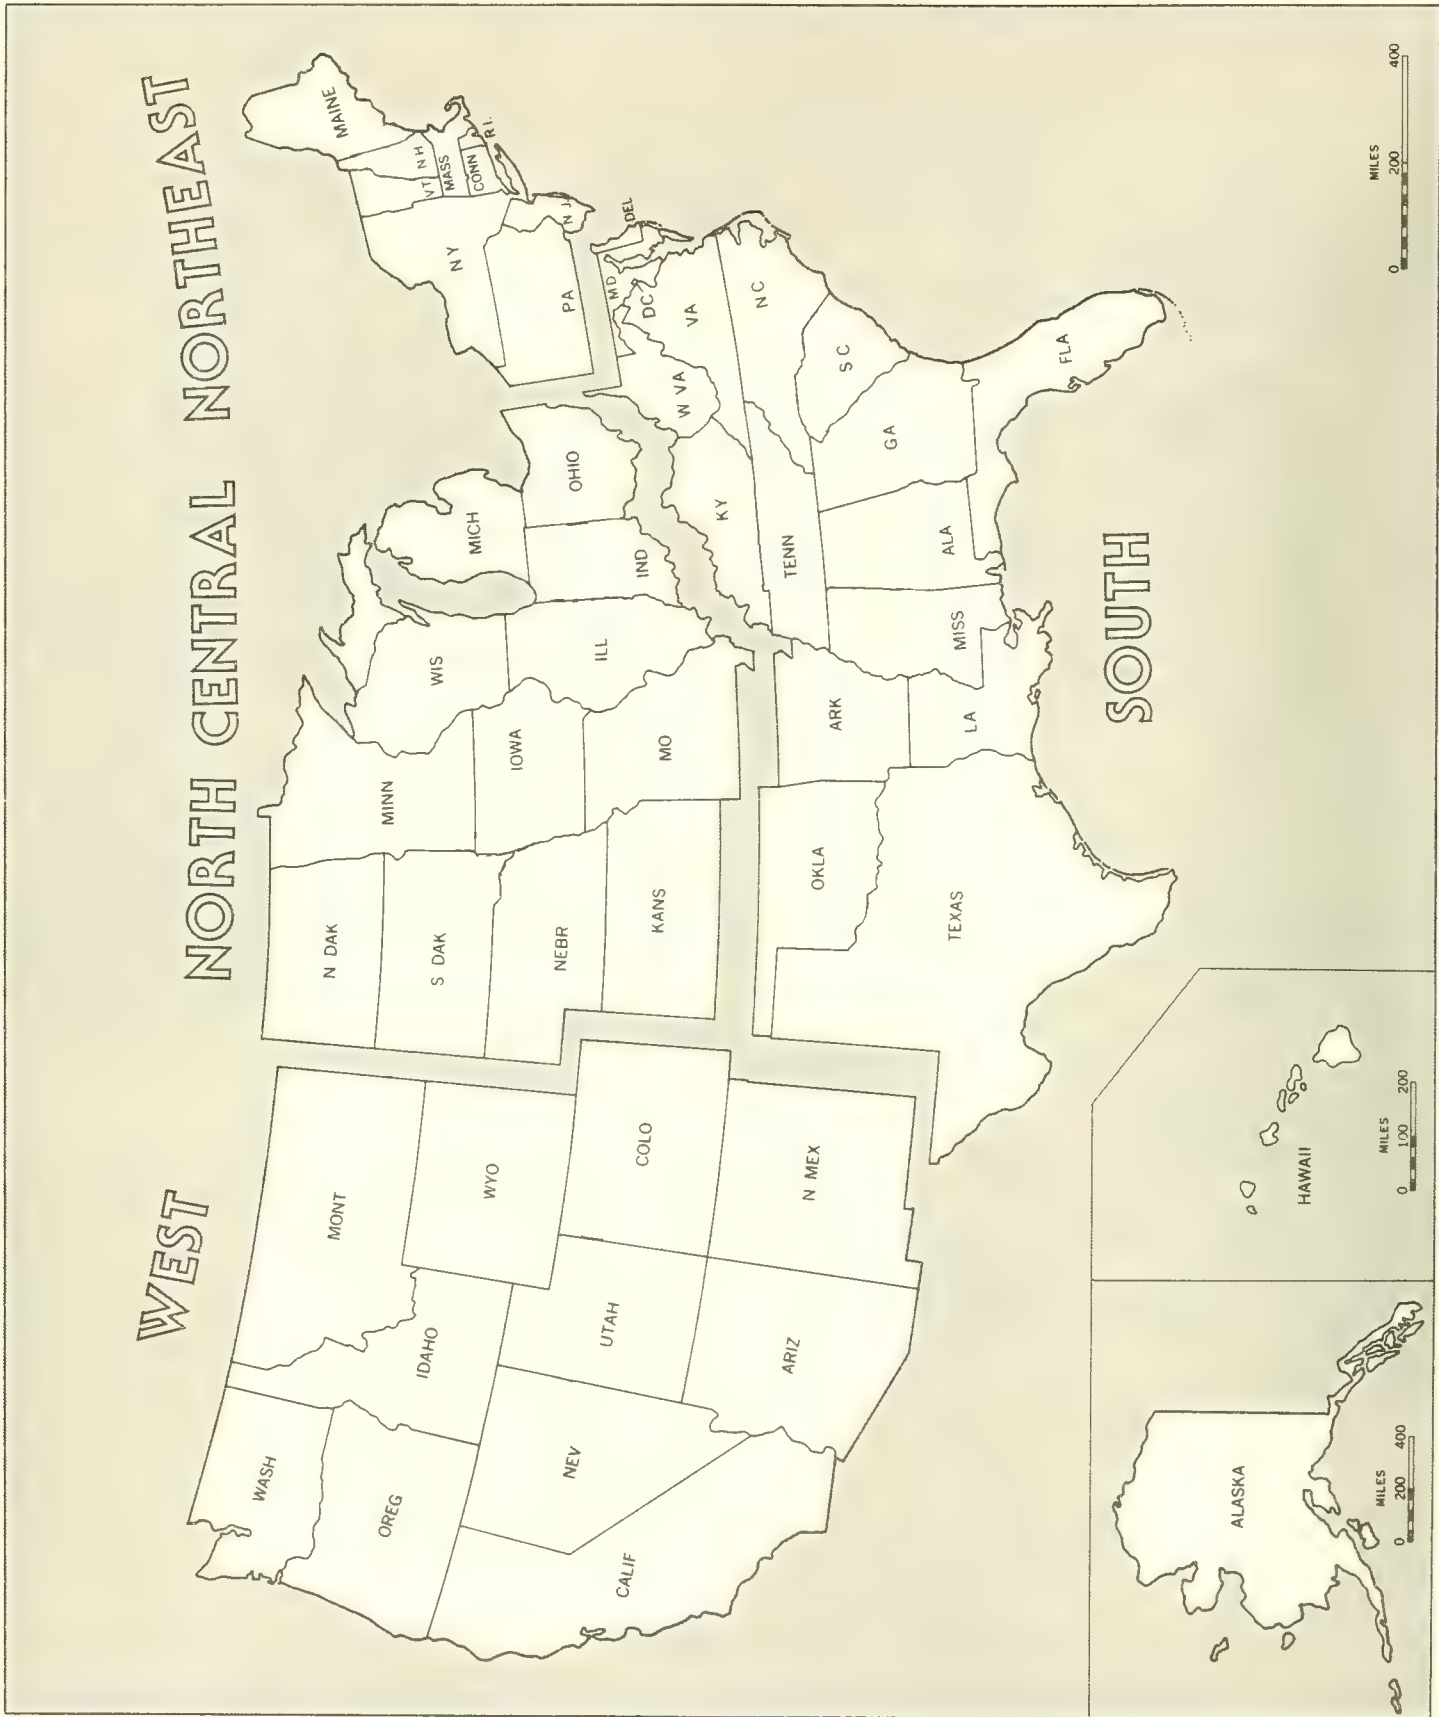 WEST
NORTH CENTRAL
NORTHEAST
SOUTH
WASH
OREG
CALIF
NEV
IDAHO
MONT
WYO
UTAH
COLO
ARIZ
N MEX
N DAK
S DAK
NEBR
KANS
MINN
IOWA
MO
WIS
ILL
MICH
IND
OHIO
MAINE
VT
N H
MASS
CONN
R I.
NY
N J
PA
DEL
MD
DC
VA
W VA
N C
S C
GA
FLA
KY
TENN
ALA
MISS
ARK
LA
OKLA
TEXAS
ALASKA
MILES
0 200 400
HAWAII
MILES
0 100 200
MILES
0 200 400